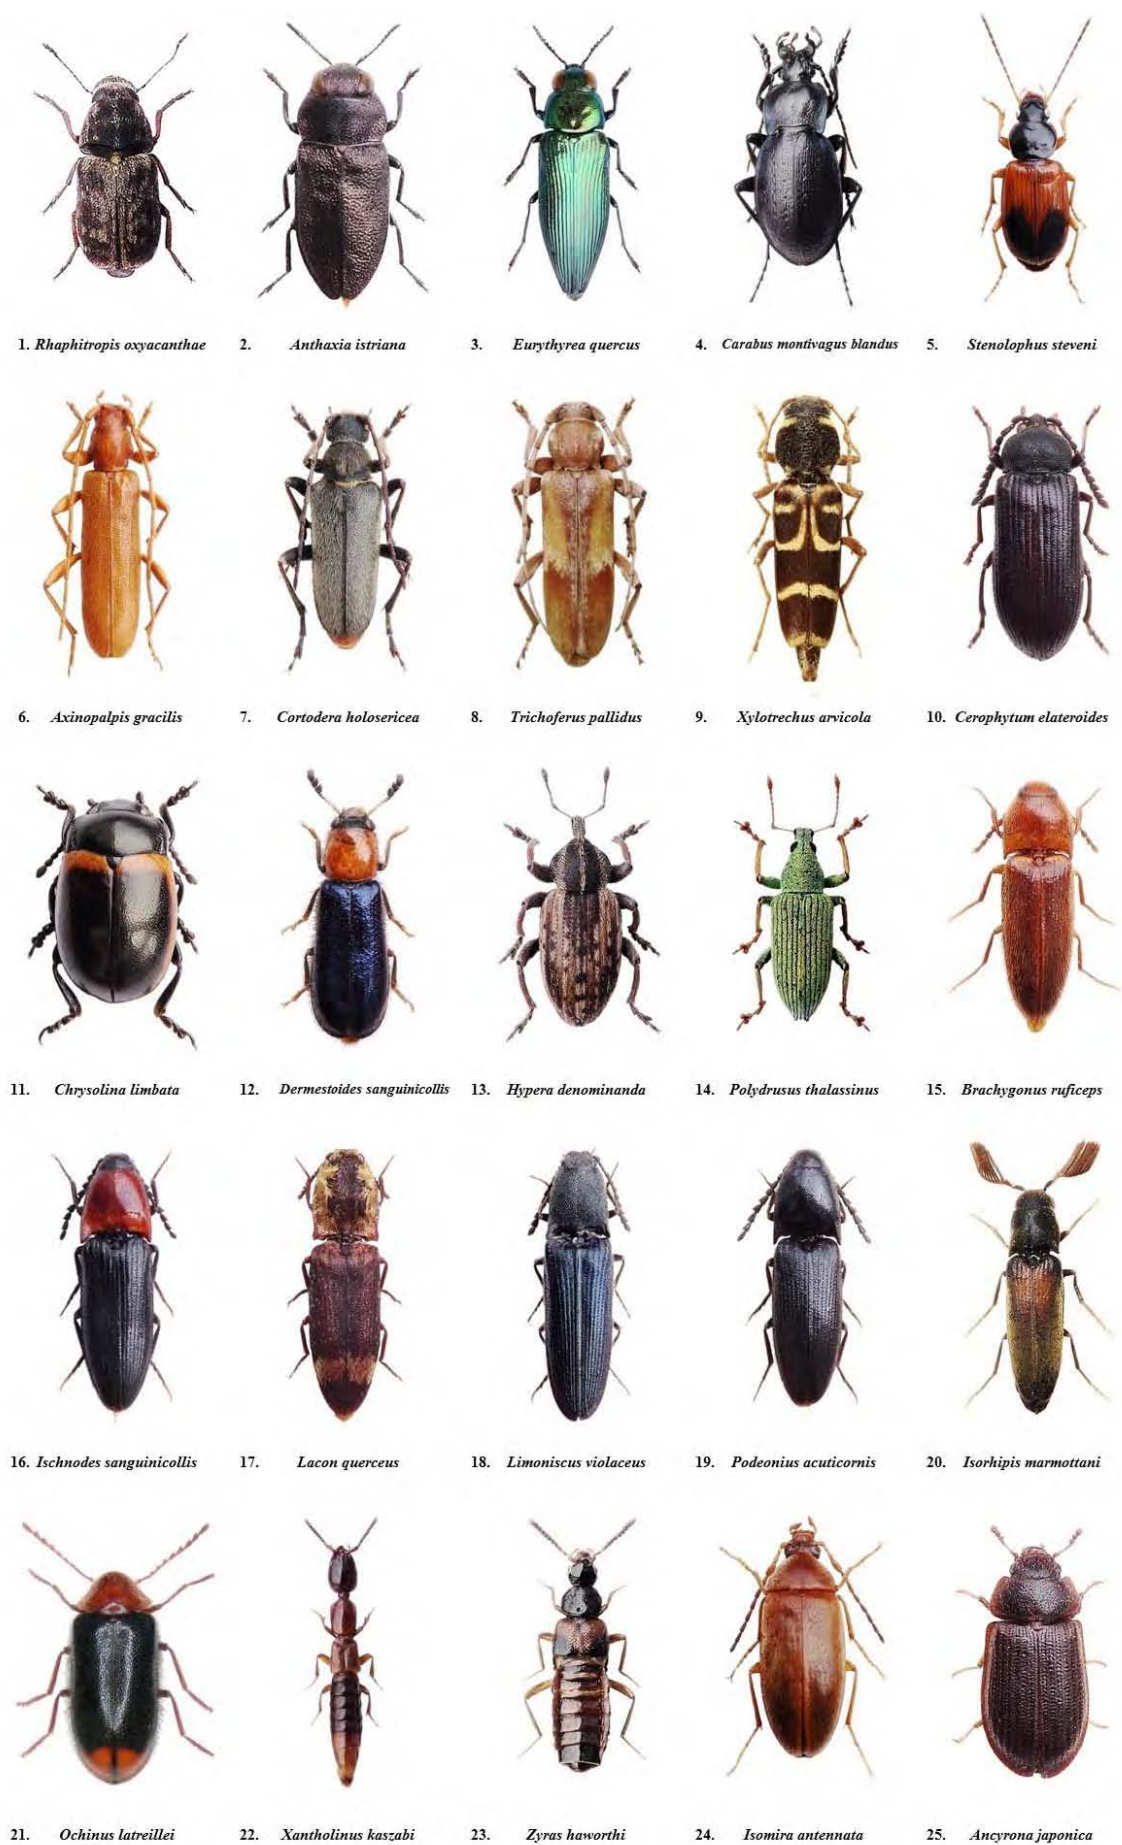 1. Rhaphitropis oxyacanthae
2. Anthaxia istriana
3. Eurythyrea quercus
4. Carabus montivagus blandus
5. Stenolophus steveni
6. Axinopalpis gracilis
7. Cortodera holosericea
8. Trichoferus pallidus
9. Xylotrechus arvicola
10. Cerophytum elateroides
11. Chrysolina limbata
12. Dermestoides sanguinicollis
13. Hypera denominanda
14. Polydrusus thalassinus
15. Brachygonus ruficeps
16. Ischnodes sanguinicollis
17. Lacon querceus
18. Limoniscus violaceus
19. Podeonius acuticornis
20. Isorhipis marmottani
21. Ochinus latreillei
22. Xantholinus kaszabi
23. Zyras haworthi
24. Isomira antennata
25. Ancyrona japonica